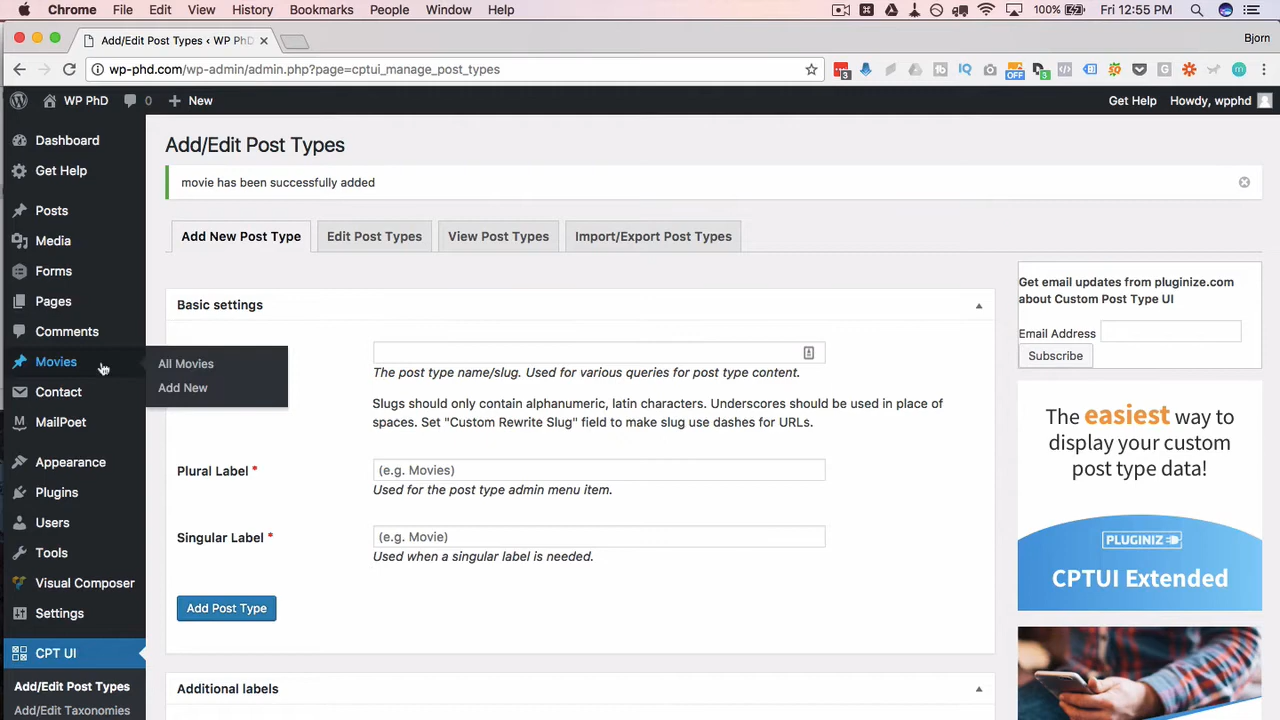 Chrome File Edit View History Bookmarks People Window Help 100% Fri 12:55 PM
Add/Edit Post Types ‹ WP PhD Bjorn
wp-phd.com/wp-admin/admin.php?page=cptui_manage_post_types
WP PhD 0 New Get Help Howdy, wpphd
Dashboard
Get Help
Posts
Media
Forms
Pages
Comments
Movies
All Movies
Add New
Contact
MailPoet
Appearance
Plugins
Users
Tools
Visual Composer
Settings
CPT UI
Add/Edit Post Types
Add/Edit Taxonomies
Add/Edit Post Types
movie has been successfully added
Add New Post Type Edit Post Types View Post Types Import/Export Post Types
Basic settings
The post type name/slug. Used for various queries for post type content.
Slugs should only contain alphanumeric, latin characters. Underscores should be used in place of
spaces. Set "Custom Rewrite Slug" field to make slug use dashes for URLs.
Plural Label * (e.g. Movies)
Used for the post type admin menu item.
Singular Label * (e.g. Movie)
Used when a singular label is needed.
Add Post Type
Additional labels
Get email updates from pluginize.com
about Custom Post Type UI
Email Address
Subscribe
The easiest way to
display your custom
post type data!
PLUGINIZ
CPTUI Extended